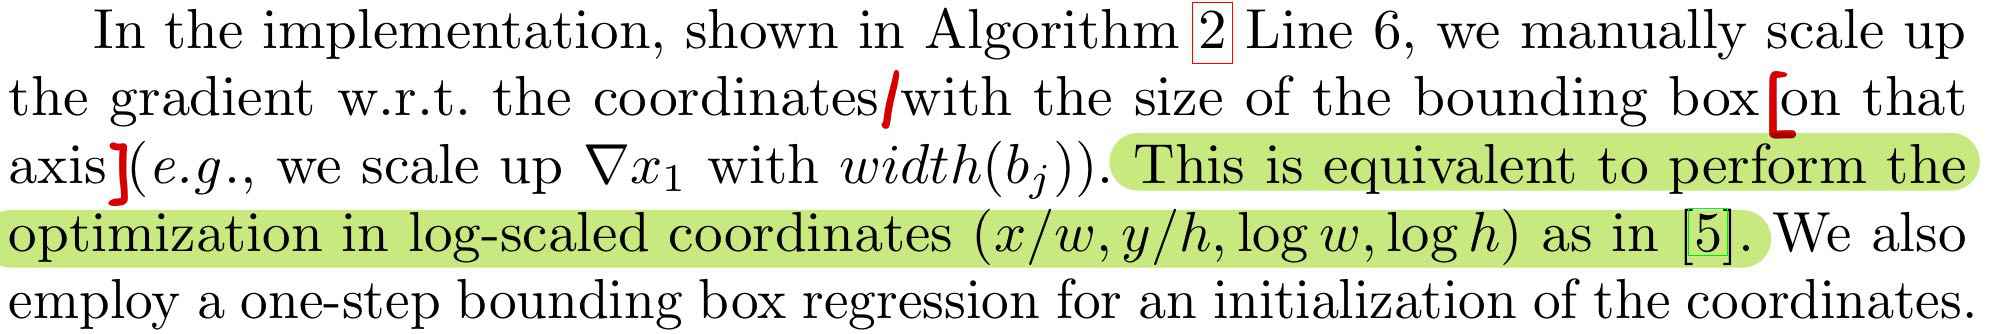 In the implementation, shown in Algorithm 2 Line 6, we manually scale up
the gradient w.r.t. the coordinates with the size of the bounding box on that
axis (e.g., we scale up ∇x₁ with width(bⱼ)). This is equivalent to perform the
optimization in log-scaled coordinates (x/w, y/h, log w, log h) as in [5]. We also
employ a one-step bounding box regression for an initialization of the coordinates.